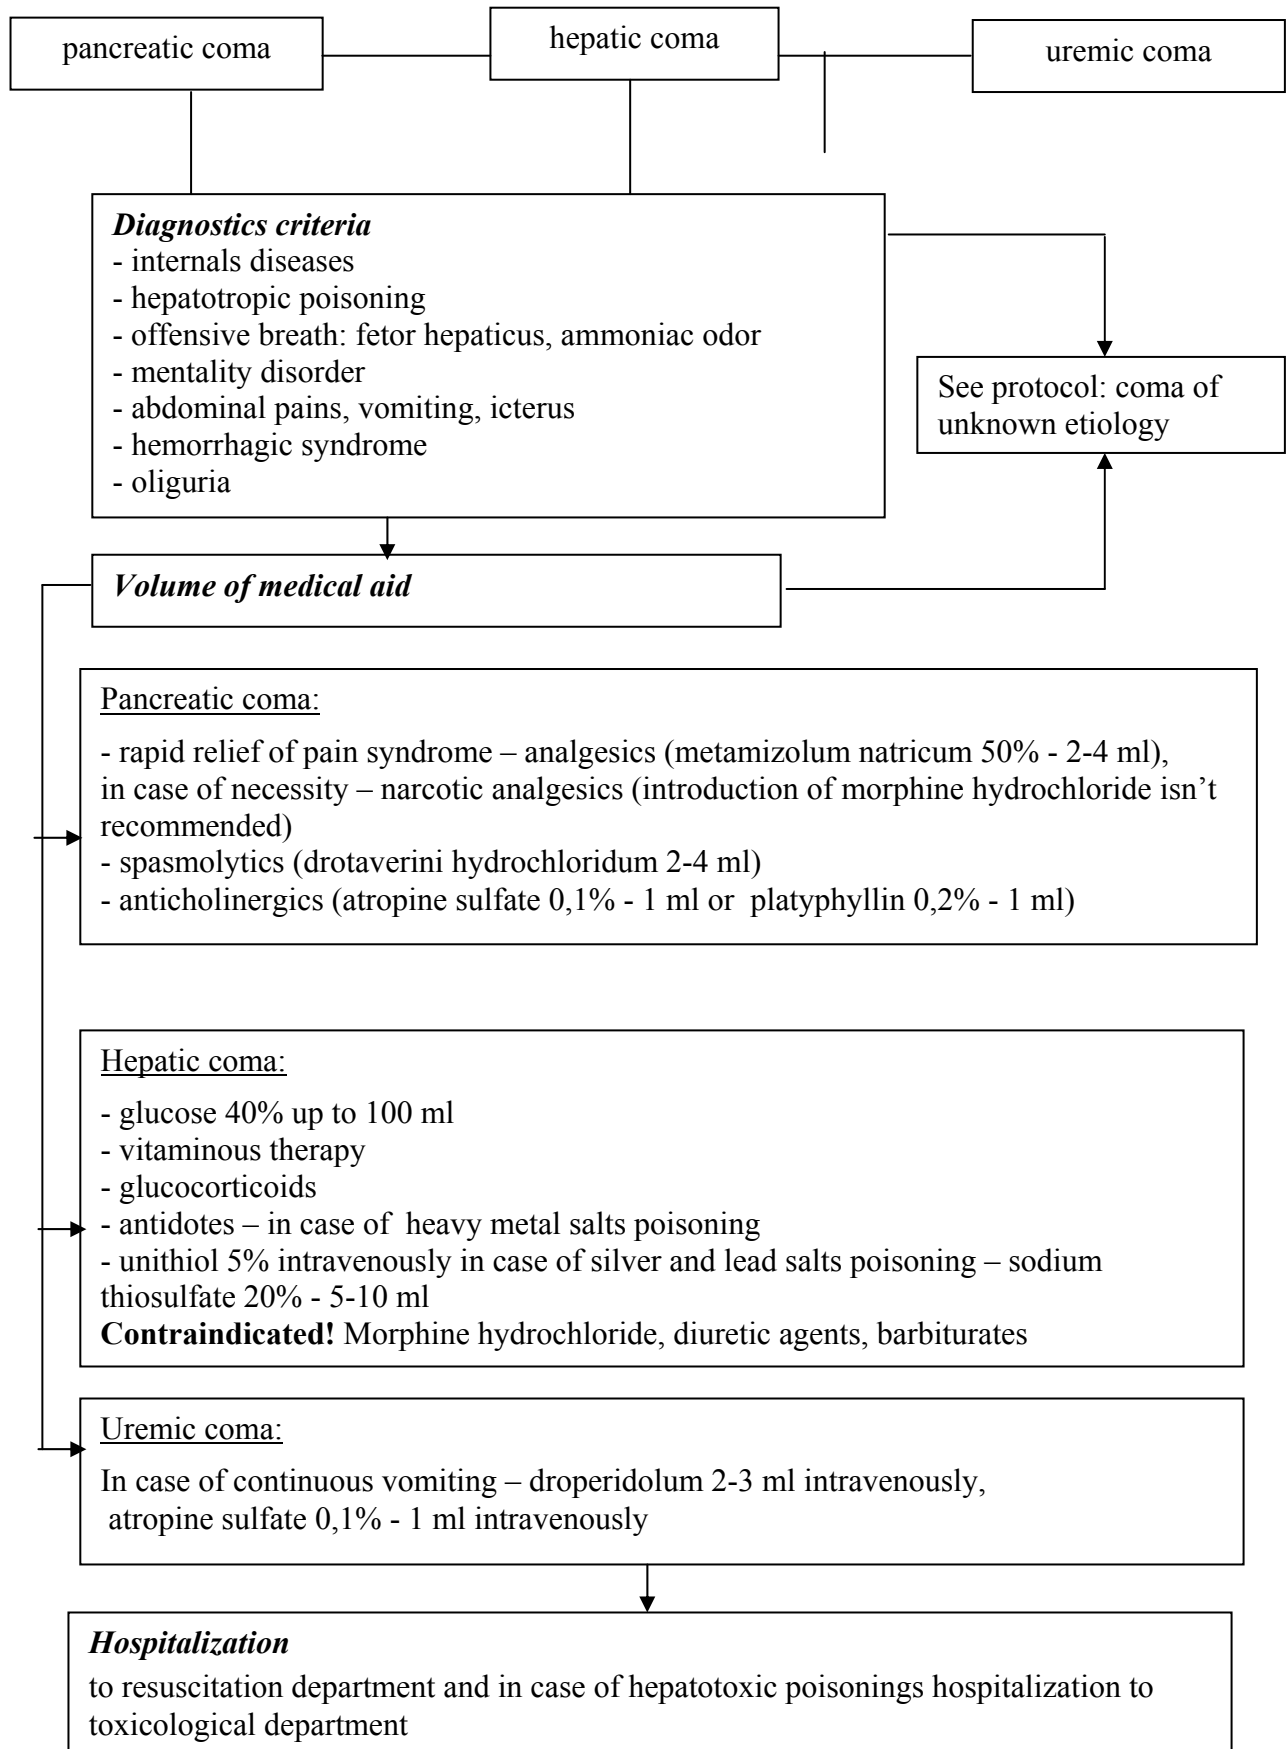 pancreatic coma
hepatic coma
uremic coma
Diagnostics criteria
- internals diseases
- hepatotropic poisoning
- offensive breath: fetor hepaticus, ammoniac odor
- mentality disorder
- abdominal pains, vomiting, icterus
- hemorrhagic syndrome
- oliguria
See protocol: coma of
unknown etiology
Volume of medical aid
Pancreatic coma:
- rapid relief of pain syndrome – analgesics (metamizolum natricum 50% - 2-4 ml),
in case of necessity – narcotic analgesics (introduction of morphine hydrochloride isn’t
recommended)
- spasmolytics (drotaverini hydrochloridum 2-4 ml)
- anticholinergics (atropine sulfate 0,1% - 1 ml or platyphyllin 0,2% - 1 ml)
Hepatic coma:
- glucose 40% up to 100 ml
- vitaminous therapy
- glucocorticoids
- antidotes – in case of heavy metal salts poisoning
- unithiol 5% intravenously in case of silver and lead salts poisoning – sodium
thiosulfate 20% - 5-10 ml
Contraindicated! Morphine hydrochloride, diuretic agents, barbiturates
Uremic coma:
In case of continuous vomiting – droperidolum 2-3 ml intravenously,
atropine sulfate 0,1% - 1 ml intravenously
Hospitalization
to resuscitation department and in case of hepatotoxic poisonings hospitalization to
toxicological department